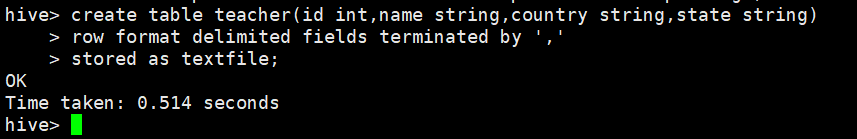 hive> create table teacher(id int,name string,country string,state string)
    > row format delimited fields terminated by ','
    > stored as textfile;
OK
Time taken: 0.514 seconds
hive>